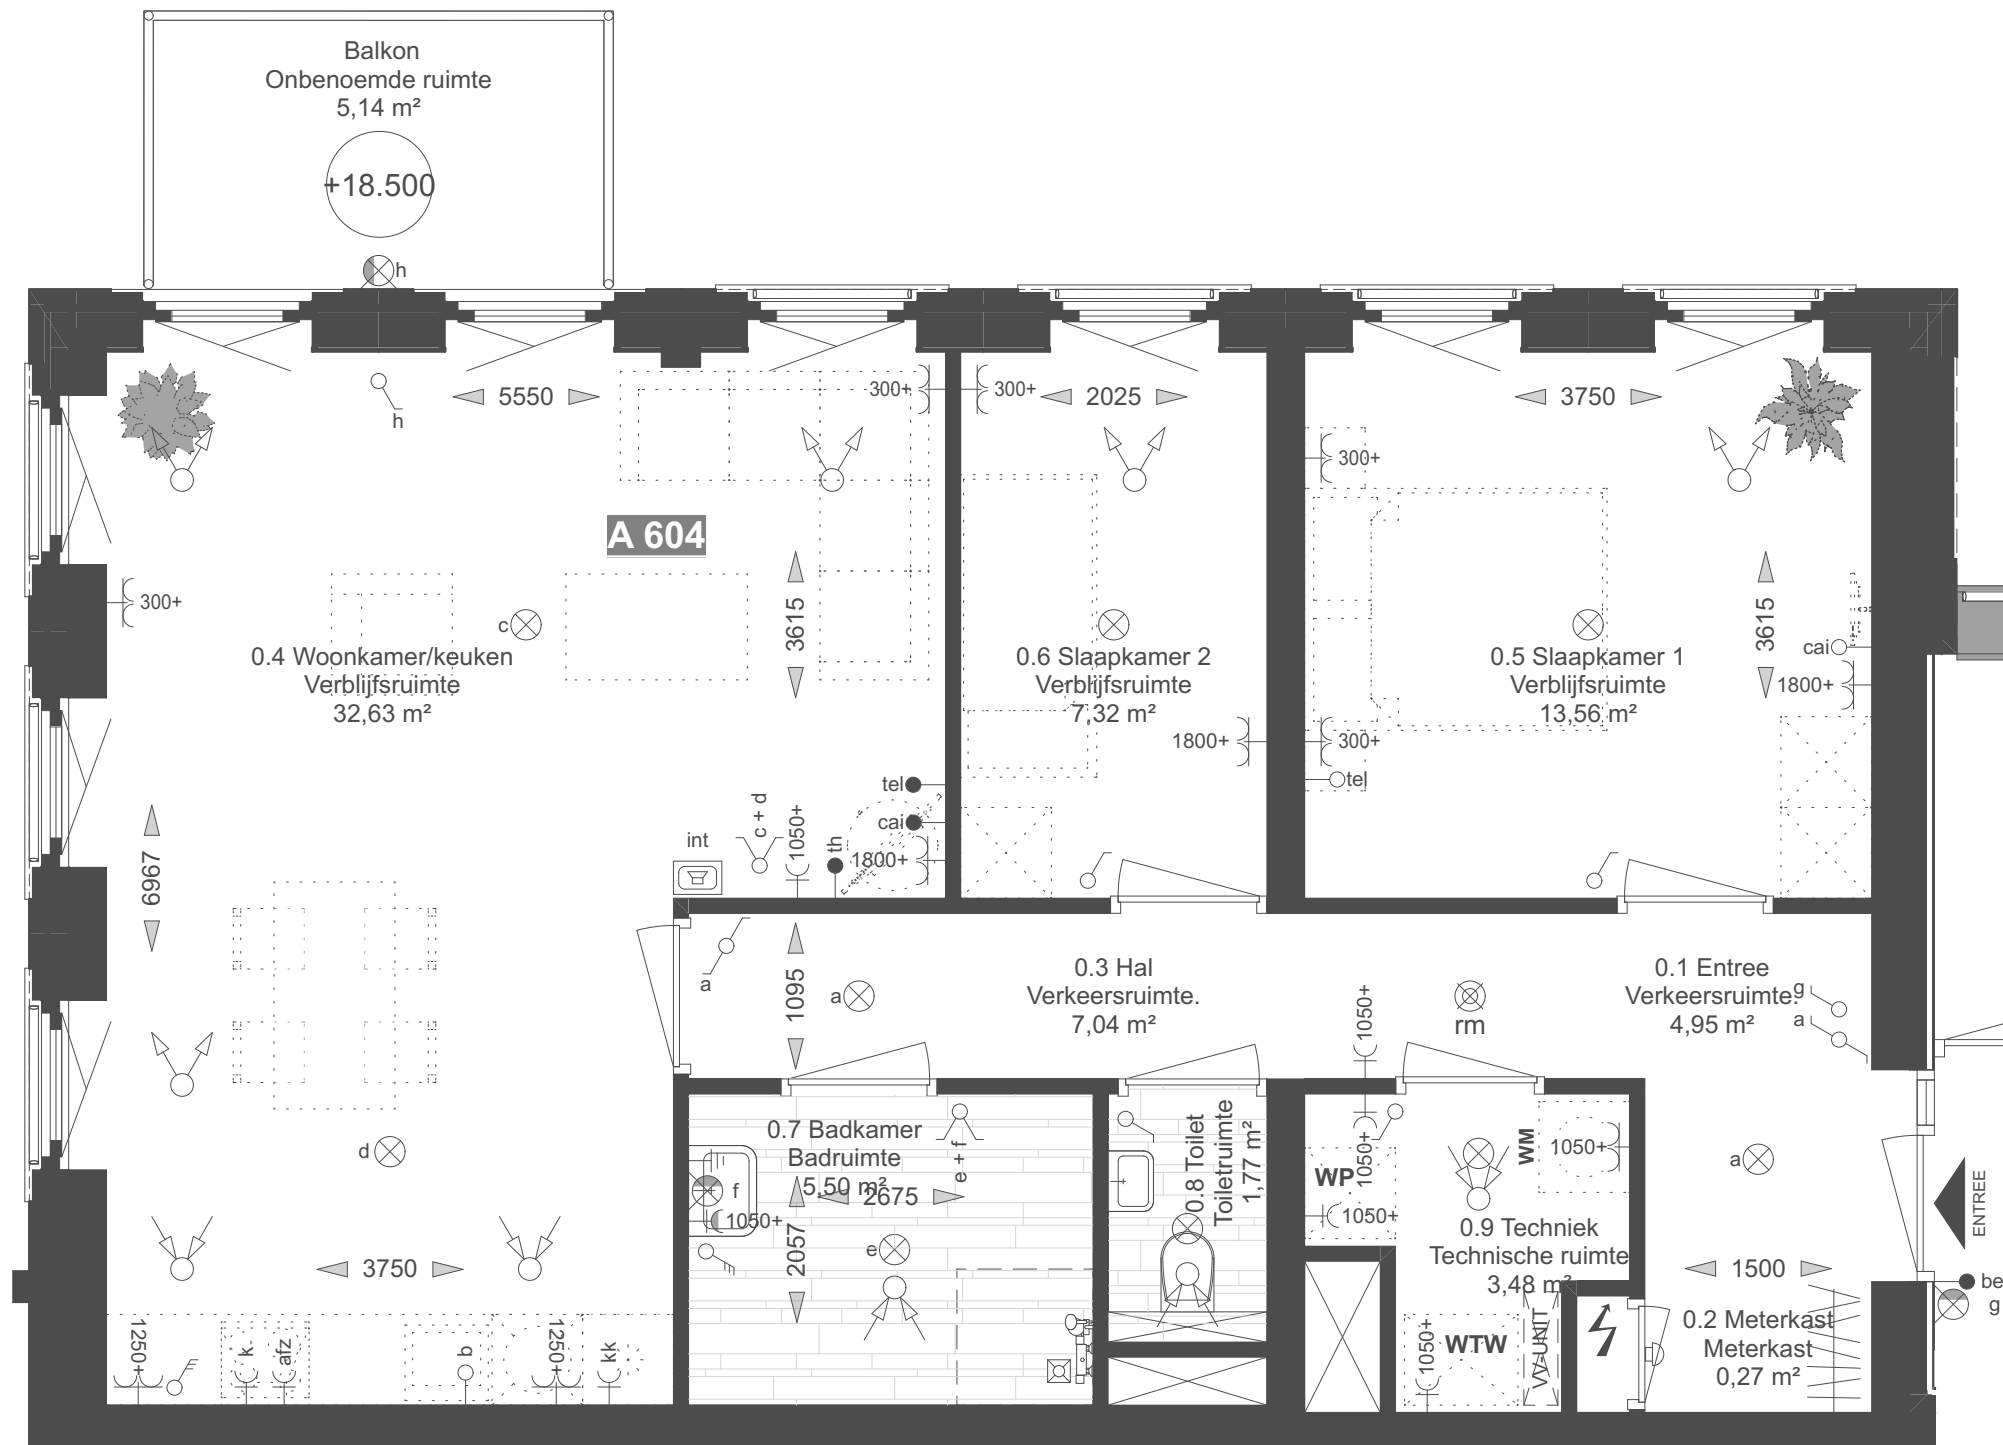 Balkon
Onbenoemde ruimte
5,14 m²
+18.500
h
h
5550
300+
300+
2025
3750
300+
A 604
300+
c
3615
3615
0.4 Woonkamer/keuken
Verblijfsruimte
32,63 m²
0.6 Slaapkamer 2
Verblijfsruimte
7,32 m²
0.5 Slaapkamer 1
Verblijfsruimte
13,56 m²
cai
1800+
1800+
300+
tel
tel
cai
1800+
int
c + d
1050+
th
6967
a
a
1095
0.3 Hal
Verkeersruimte.
7,04 m²
1050+
rm
0.1 Entree
Verkeersruimte.
4,95 m²
g
a
d
0.7 Badkamer
Badruimte
5,50 m²
2675
2057
e + f
f
1050+
e
0.8 Toilet
Toiletruimte
1,77 m²
WP
1050+
1050+
WM
1050+
0.9 Techniek
Technische ruimte
3,48 m²
a
ENTREE
3750
1500
be
g
0.2 Meterkast
Meterkast
0,27 m²
1250+
k
afz
b
1250+
kk
1050+
WTW
VV-UNIT